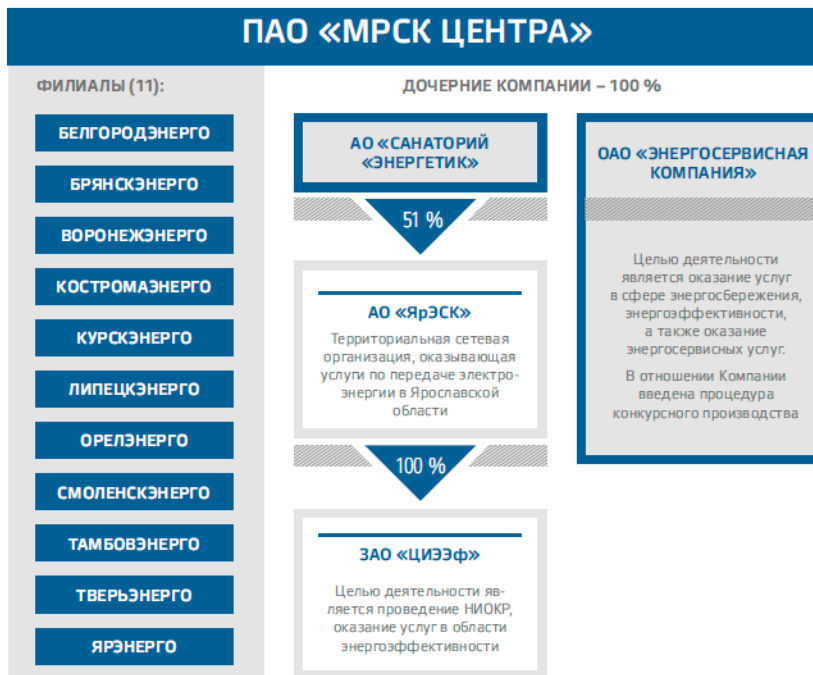 ПАО «МРСК ЦЕНТРА»
ФИЛИАЛЫ (11):
БЕЛГОРОДЭНЕРГО
БРЯНСКЭНЕРГО
ВОРОНЕЖЭНЕРГО
КОСТРОМАЭНЕРГО
КУРСКЭНЕРГО
ЛИПЕЦКЭНЕРГО
ОРЕЛЭНЕРГО
СМОЛЕНСКЭНЕРГО
ТАМБОВЭНЕРГО
ТВЕРЬЭНЕРГО
ЯРЭНЕРГО
ДОЧЕРНИЕ КОМПАНИИ – 100 %
АО «САНАТОРИЙ
«ЭНЕРГЕТИК»
51 %
АО «ЯрЭСК»
Территориальная сетевая
организация, оказывающая
услуги по передаче электро-
энергии в Ярославской
области
100 %
ЗАО «ЦИЭЭф»
Целью деятельности яв-
ляется проведение НИОКР,
оказание услуг в области
энергоэффективности
ОАО «ЭНЕРГОСЕРВИСНАЯ
КОМПАНИЯ»
Целью деятельности
является оказание услуг
в сфере энергосбережения,
энергоэффективности,
а также оказание
энергосервисных услуг.
В отношении Компании
введена процедура
конкурсного производства